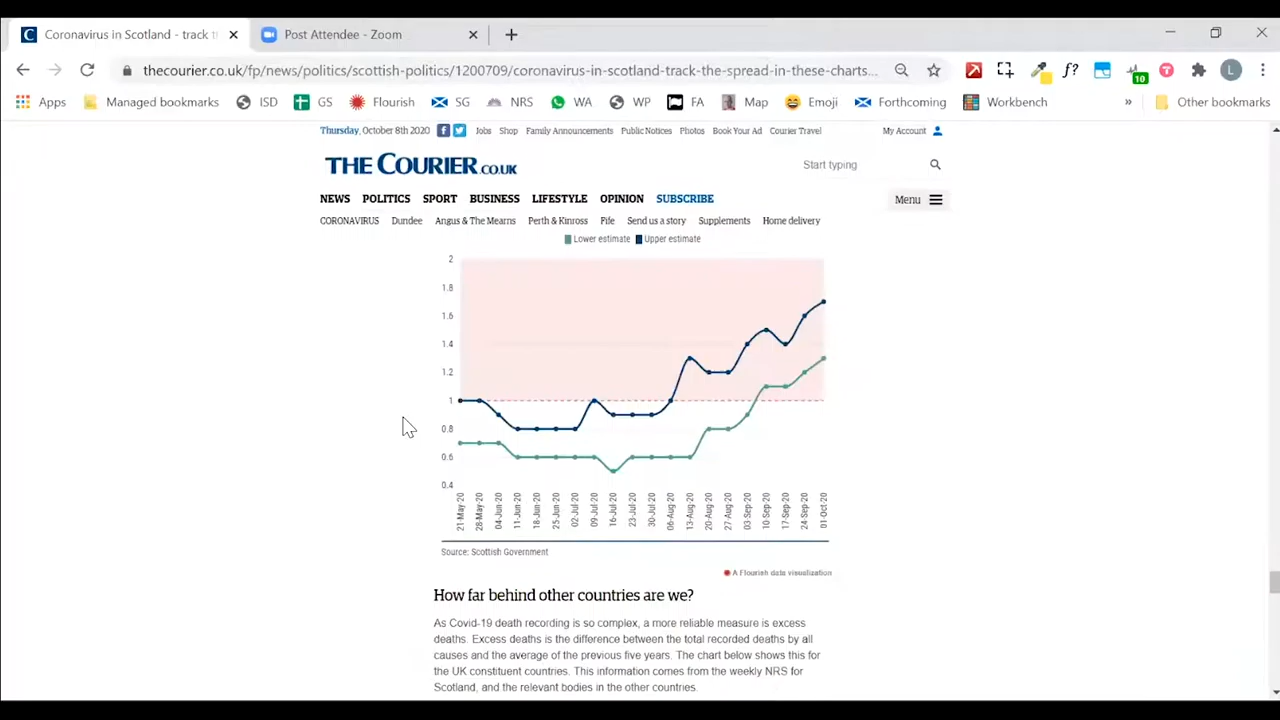 Coronavirus in Scotland - track t
Post Attendee - Zoom
thecourier.co.uk/fp/news/politics/scottish-politics/1200709/coronavirus-in-scotland-track-the-spread-in-these-charts...
f?
10
L
Apps Managed bookmarks ISD GS Flourish SG NRS WA WP FA Map Emoji Forthcoming Workbench » Other bookmarks
Thursday, October 8th 2020 Jobs Shop Family Announcements Public Notices Photos Book Your Ad Courier Travel My Account
THE COURIER.CO.UK
Start typing
NEWS POLITICS SPORT BUSINESS LIFESTYLE OPINION SUBSCRIBE
Menu
CORONAVIRUS Dundee Angus & The Mearns Perth & Kinross Fife Send us a story Supplements Home delivery
Lower estimate Upper estimate
2
1.8
1.6
1.4
1.2
1
0.8
0.6
0.4
21-May 20
28-May 20
04-Jun-20
11-Jun-20
18-Jun-20
25-Jun 20
02-Jul 20
09-Jul 20
16-Jul 20
23-Jul-20
30-Jul 20
06-Aug 20
13-Aug 20
20-Aug 20
27-Aug 20
03-Sep 20
10-Sep 20
17-Sep 20
24-Sep 20
01-Oct 20
Source: Scottish Government
A Flourish data visualization
How far behind other countries are we?
As Covid-19 death recording is so complex, a more reliable measure is excess
deaths. Excess deaths is the difference between the total recorded deaths by all
causes and the average of the previous five years. The chart below shows this for
the UK constituent countries. This information comes from the weekly NRS for
Scotland, and the relevant bodies in the other countries.